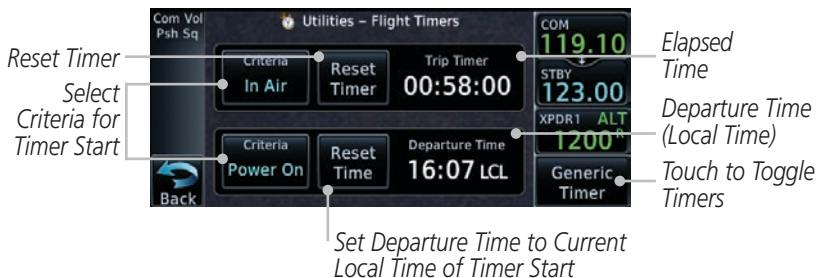 Com Vol
Psh Sq
Utilities – Flight Timers
COM
119.10
STBY
123.00
XPDR1 ALT
1200 R
Generic
Timer
Criteria
In Air
Reset
Timer
Trip Timer
00:58:00
Criteria
Power On
Reset
Time
Departure Time
16:07 LCL
Back
Reset Timer
Select
Criteria for
Timer Start
Elapsed
Time
Departure Time
(Local Time)
Touch to Toggle
Timers
Set Departure Time to Current
Local Time of Timer Start